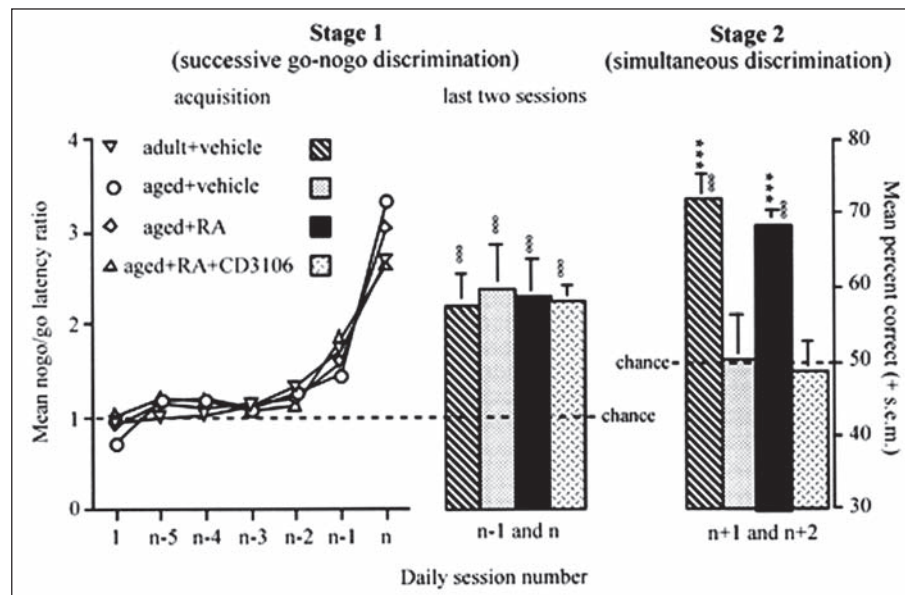 Stage 1
(successive go-nogo discrimination)
Stage 2
(simultaneous discrimination)
acquisition
last two sessions
Mean nogo/go latency ratio
4
3
2
1
0
adult+vehicle
aged+vehicle
aged+RA
aged+RA+CD3106
***
°°°
°°°
°°°
°°°
°°°
***
°°°
chance
chance
80
70
60
50
40
30
Mean percent correct (+ s.e.m.)
1 n-5 n-4 n-3 n-2 n-1 n
n-1 and n
n+1 and n+2
Daily session number